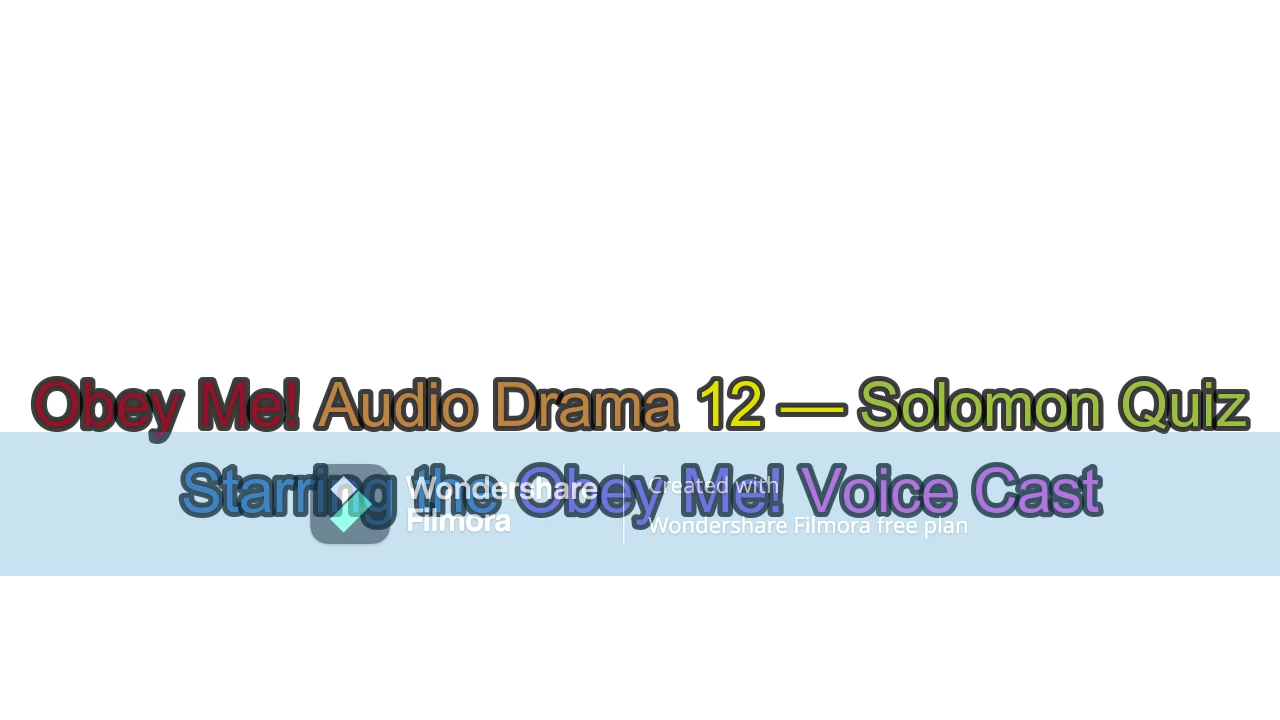 Obey Me! Audio Drama 12 — Solomon Quiz
Starring the Obey Me! Voice Cast
Wondershare
Filmora
Created with
Wondershare Filmora free plan